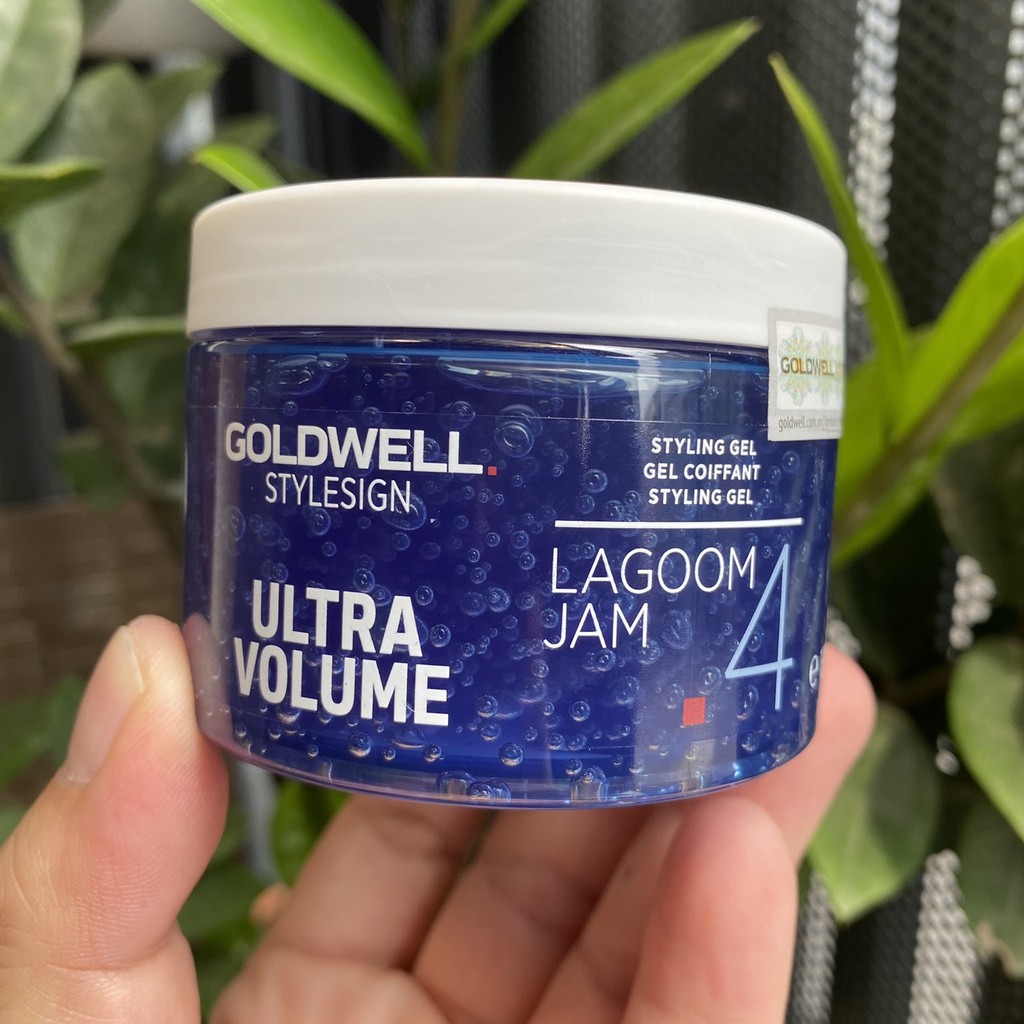 GOLDWELL.
STYLESIGN
ULTRA
VOLUME
STYLING GEL
GEL COIFFANT
STYLING GEL
LAGOOM
JAM
4
e
GOLDWELL